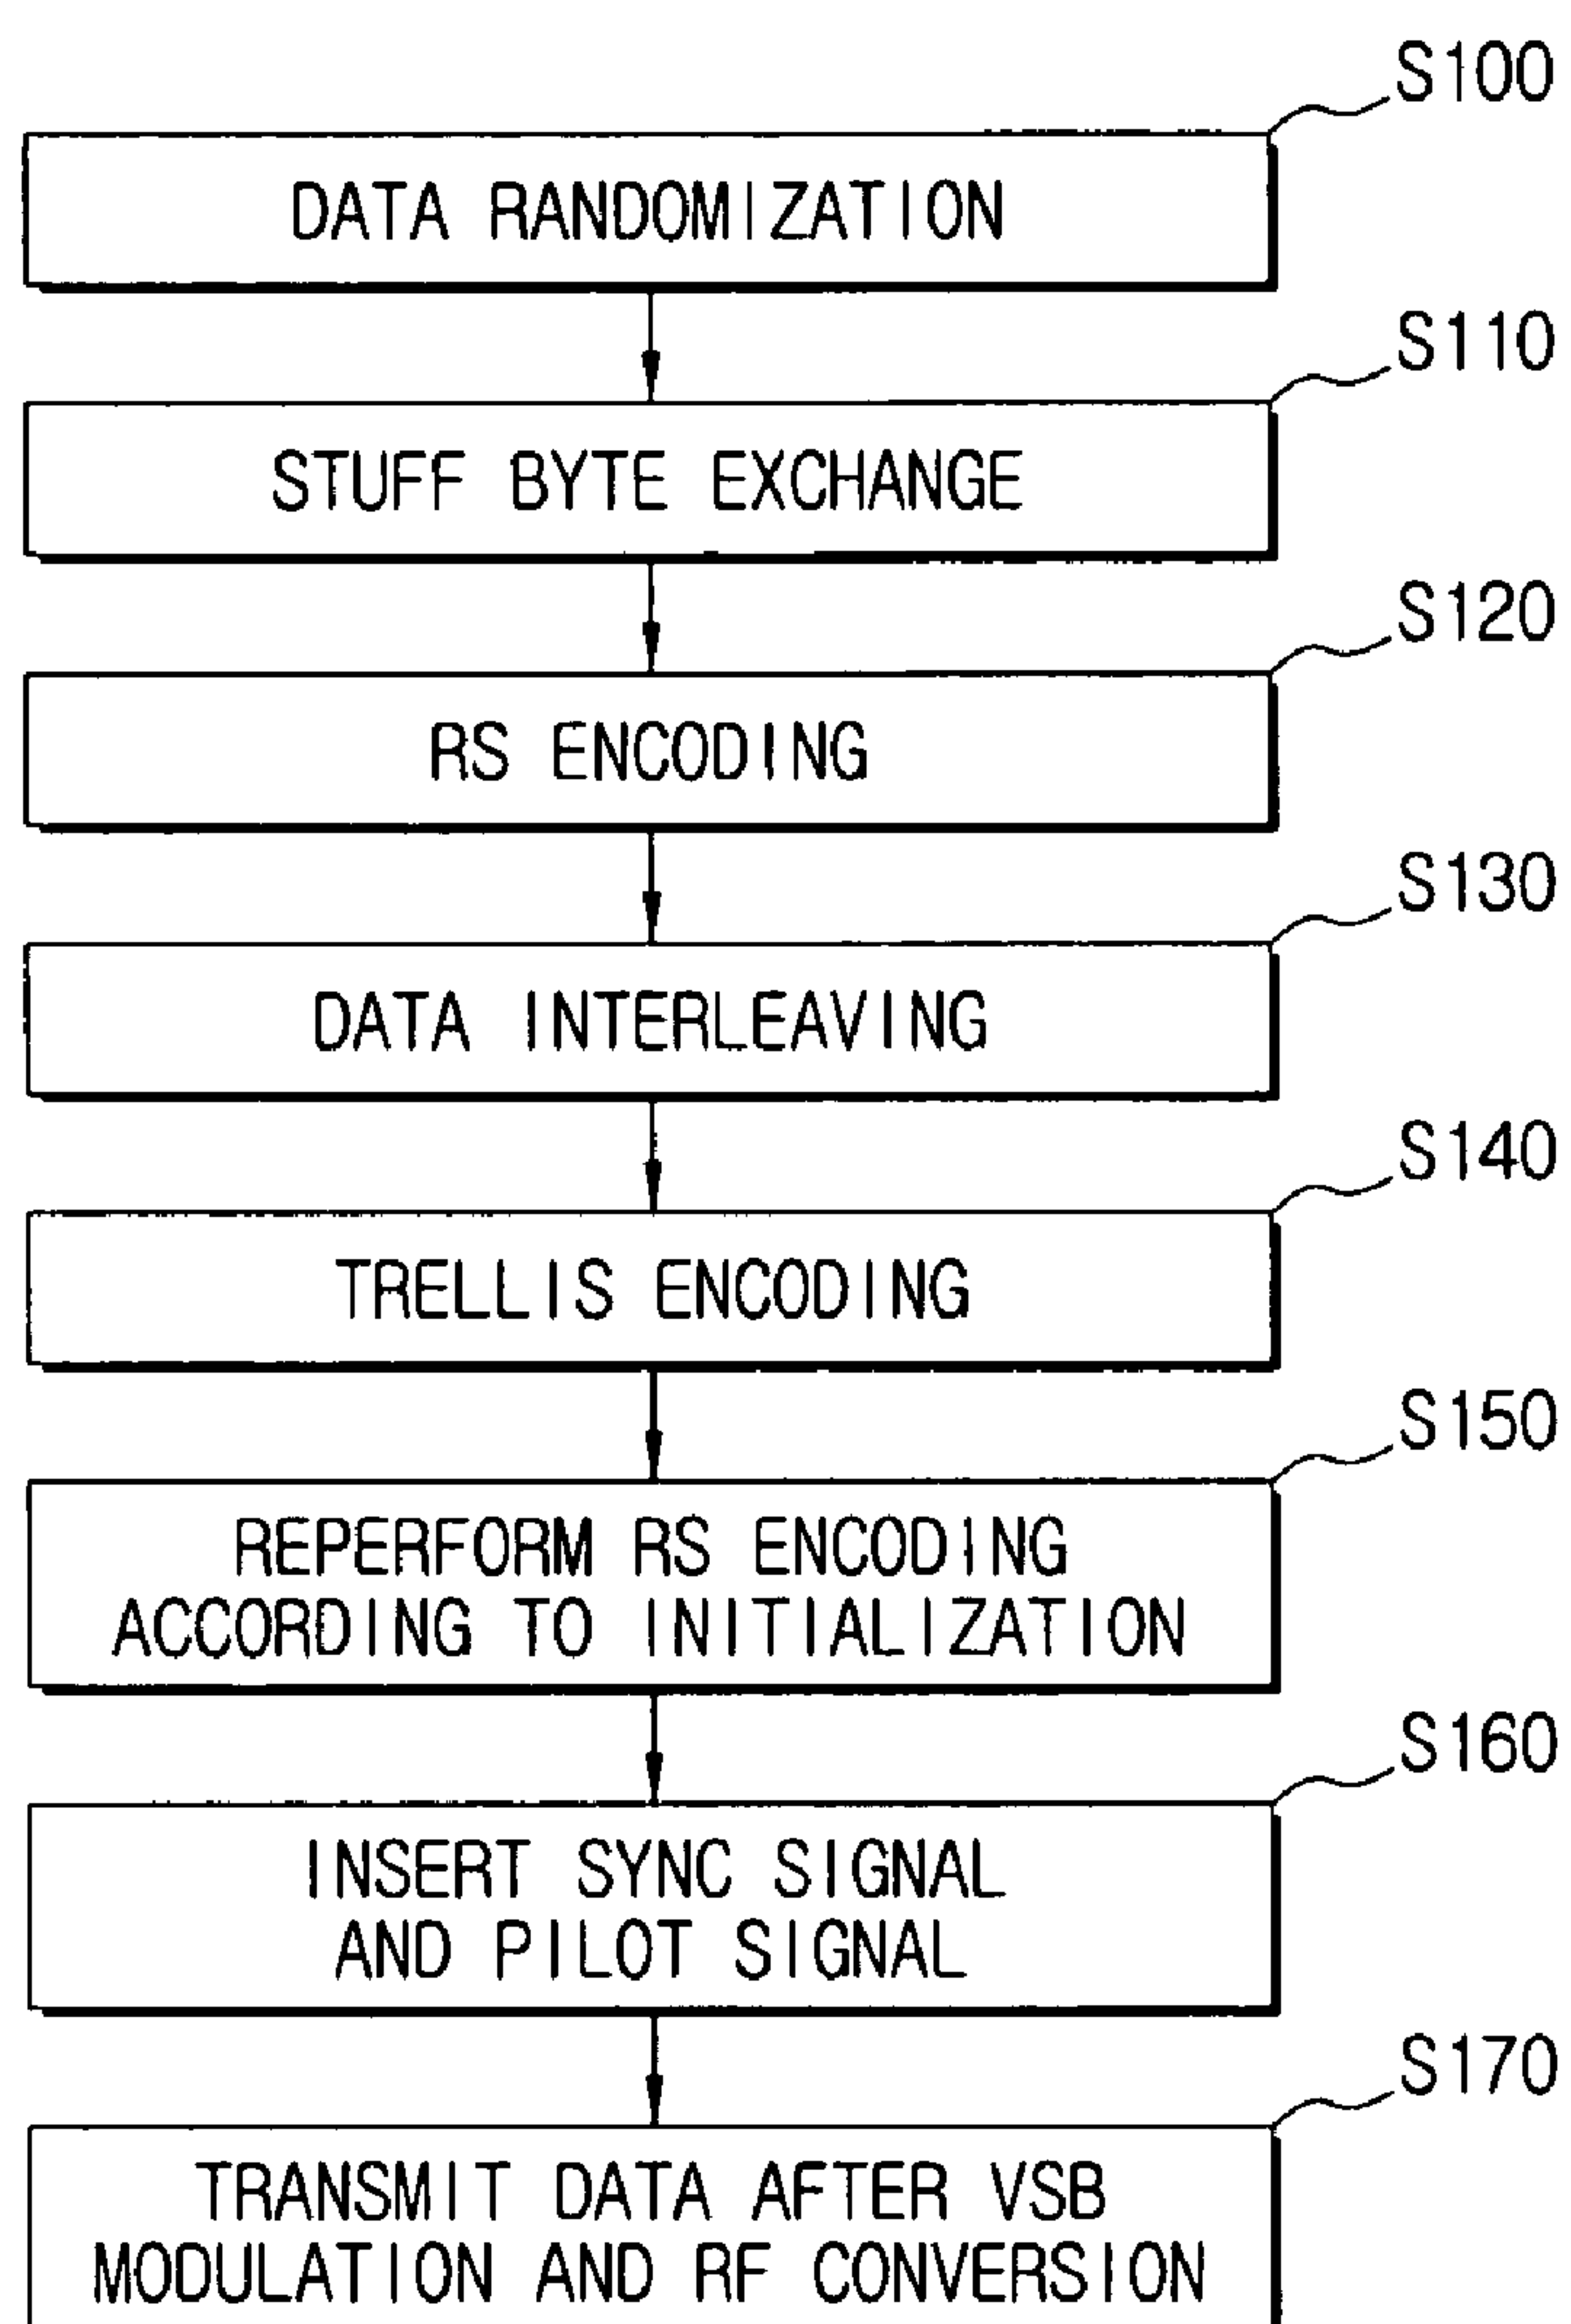 S100
DATA RANDOMIZATION
S110
STUFF BYTE EXCHANGE
S120
RS ENCODING
S130
DATA INTERLEAVING
S140
TRELLIS ENCODING
S150
REPERFORM RS ENCODING
ACCORDING TO INITIALIZATION
S160
INSERT SYNC SIGNAL
AND PILOT SIGNAL
S170
TRANSMIT DATA AFTER VSB
MODULATION AND RF CONVERSION